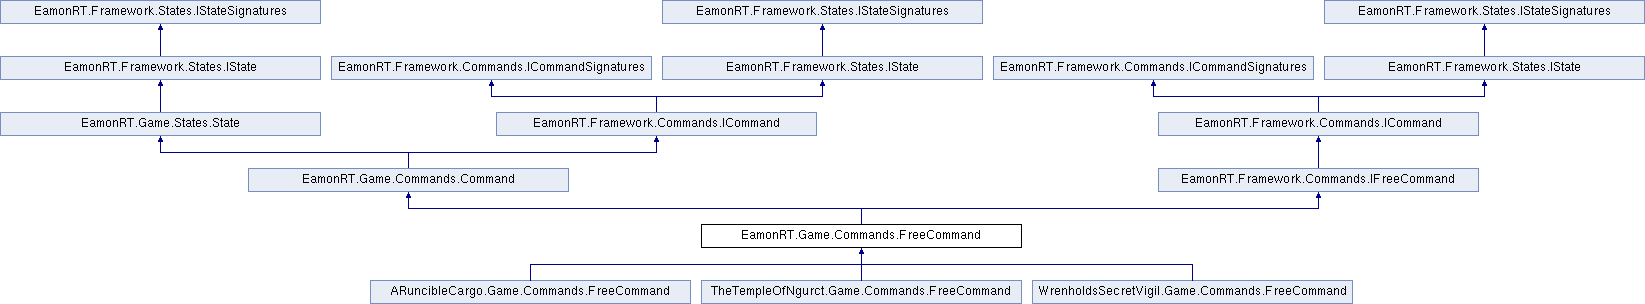 EamonRT.Framework.States.IStateSignatures
EamonRT.Framework.States.IStateSignatures
EamonRT.Framework.States.IStateSignatures
EamonRT.Framework.States.IState
EamonRT.Framework.Commands.ICommandSignatures
EamonRT.Framework.States.IState
EamonRT.Framework.Commands.ICommandSignatures
EamonRT.Framework.States.IState
EamonRT.Game.States.State
EamonRT.Framework.Commands.ICommand
EamonRT.Framework.Commands.ICommand
EamonRT.Game.Commands.Command
EamonRT.Framework.Commands.IFreeCommand
EamonRT.Game.Commands.FreeCommand
ARuncibleCargo.Game.Commands.FreeCommand
TheTempleOfNgurct.Game.Commands.FreeCommand
WrenholdsSecretVigil.Game.Commands.FreeCommand